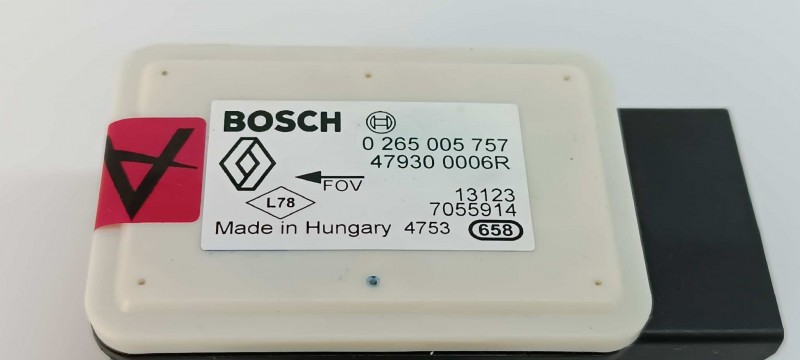 BOSCH
0 265 005 757
47930 0006R
FOV
L78
13123
7055914
Made in Hungary 4753 658
A